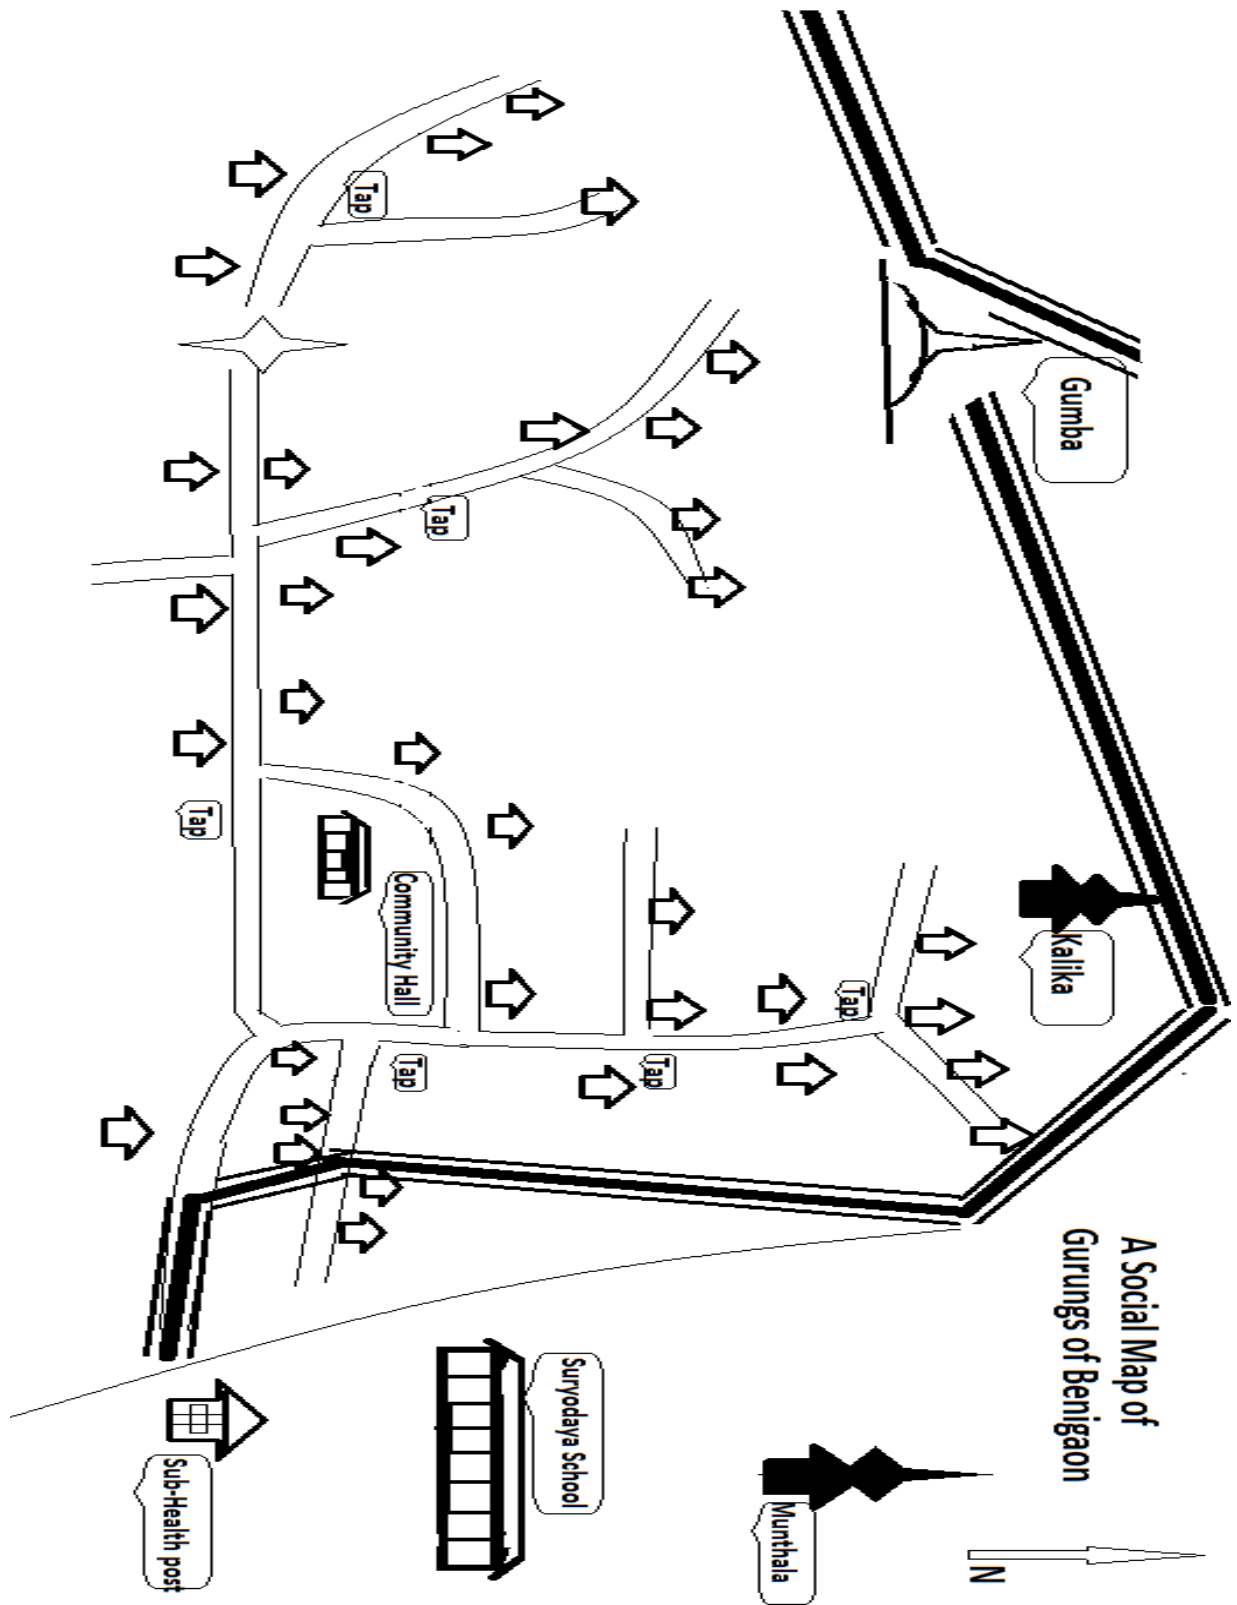 A Social Map of
Gurungs of Benigaon
Gumba
Kalika
N
Tap
Munthala
Tap
Suryodaya School
Tap
Community Hall
Tap
Tap
Tap
Sub-Health post